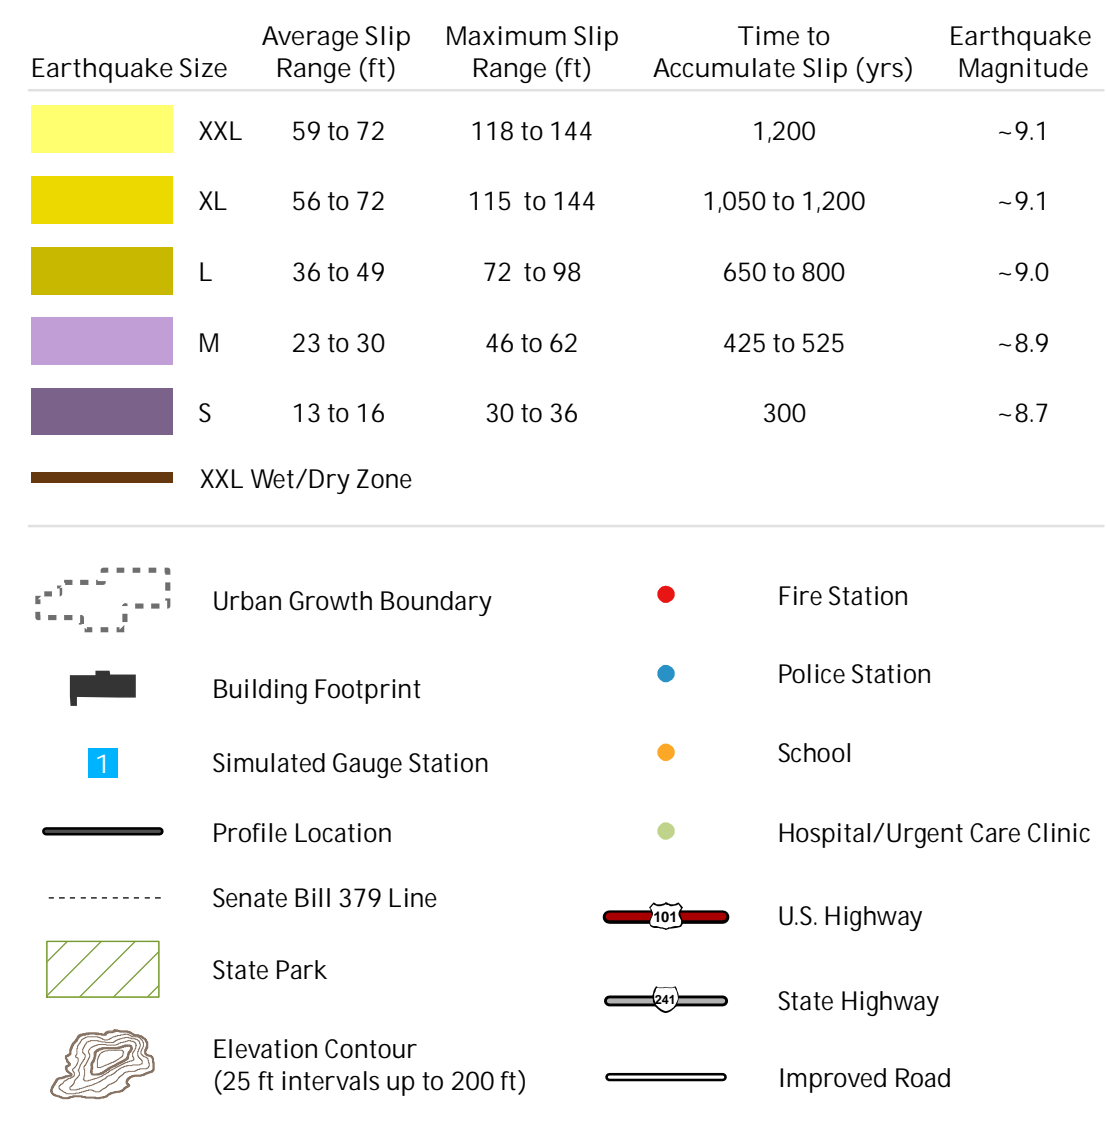 Earthquake Size
Average Slip
Range (ft)
Maximum Slip
Range (ft)
Time to
Accumulate Slip (yrs)
Earthquake
Magnitude
XXL 59 to 72 118 to 144 1,200 ~9.1
XL 56 to 72 115 to 144 1,050 to 1,200 ~9.1
L 36 to 49 72 to 98 650 to 800 ~9.0
M 23 to 30 46 to 62 425 to 525 ~8.9
S 13 to 16 30 to 36 300 ~8.7
XXL Wet/Dry Zone
Urban Growth Boundary
Building Footprint
1
Simulated Gauge Station
Profile Location
Senate Bill 379 Line
State Park
Elevation Contour
(25 ft intervals up to 200 ft)
Fire Station
Police Station
School
Hospital/Urgent Care Clinic
101
U.S. Highway
241
State Highway
Improved Road